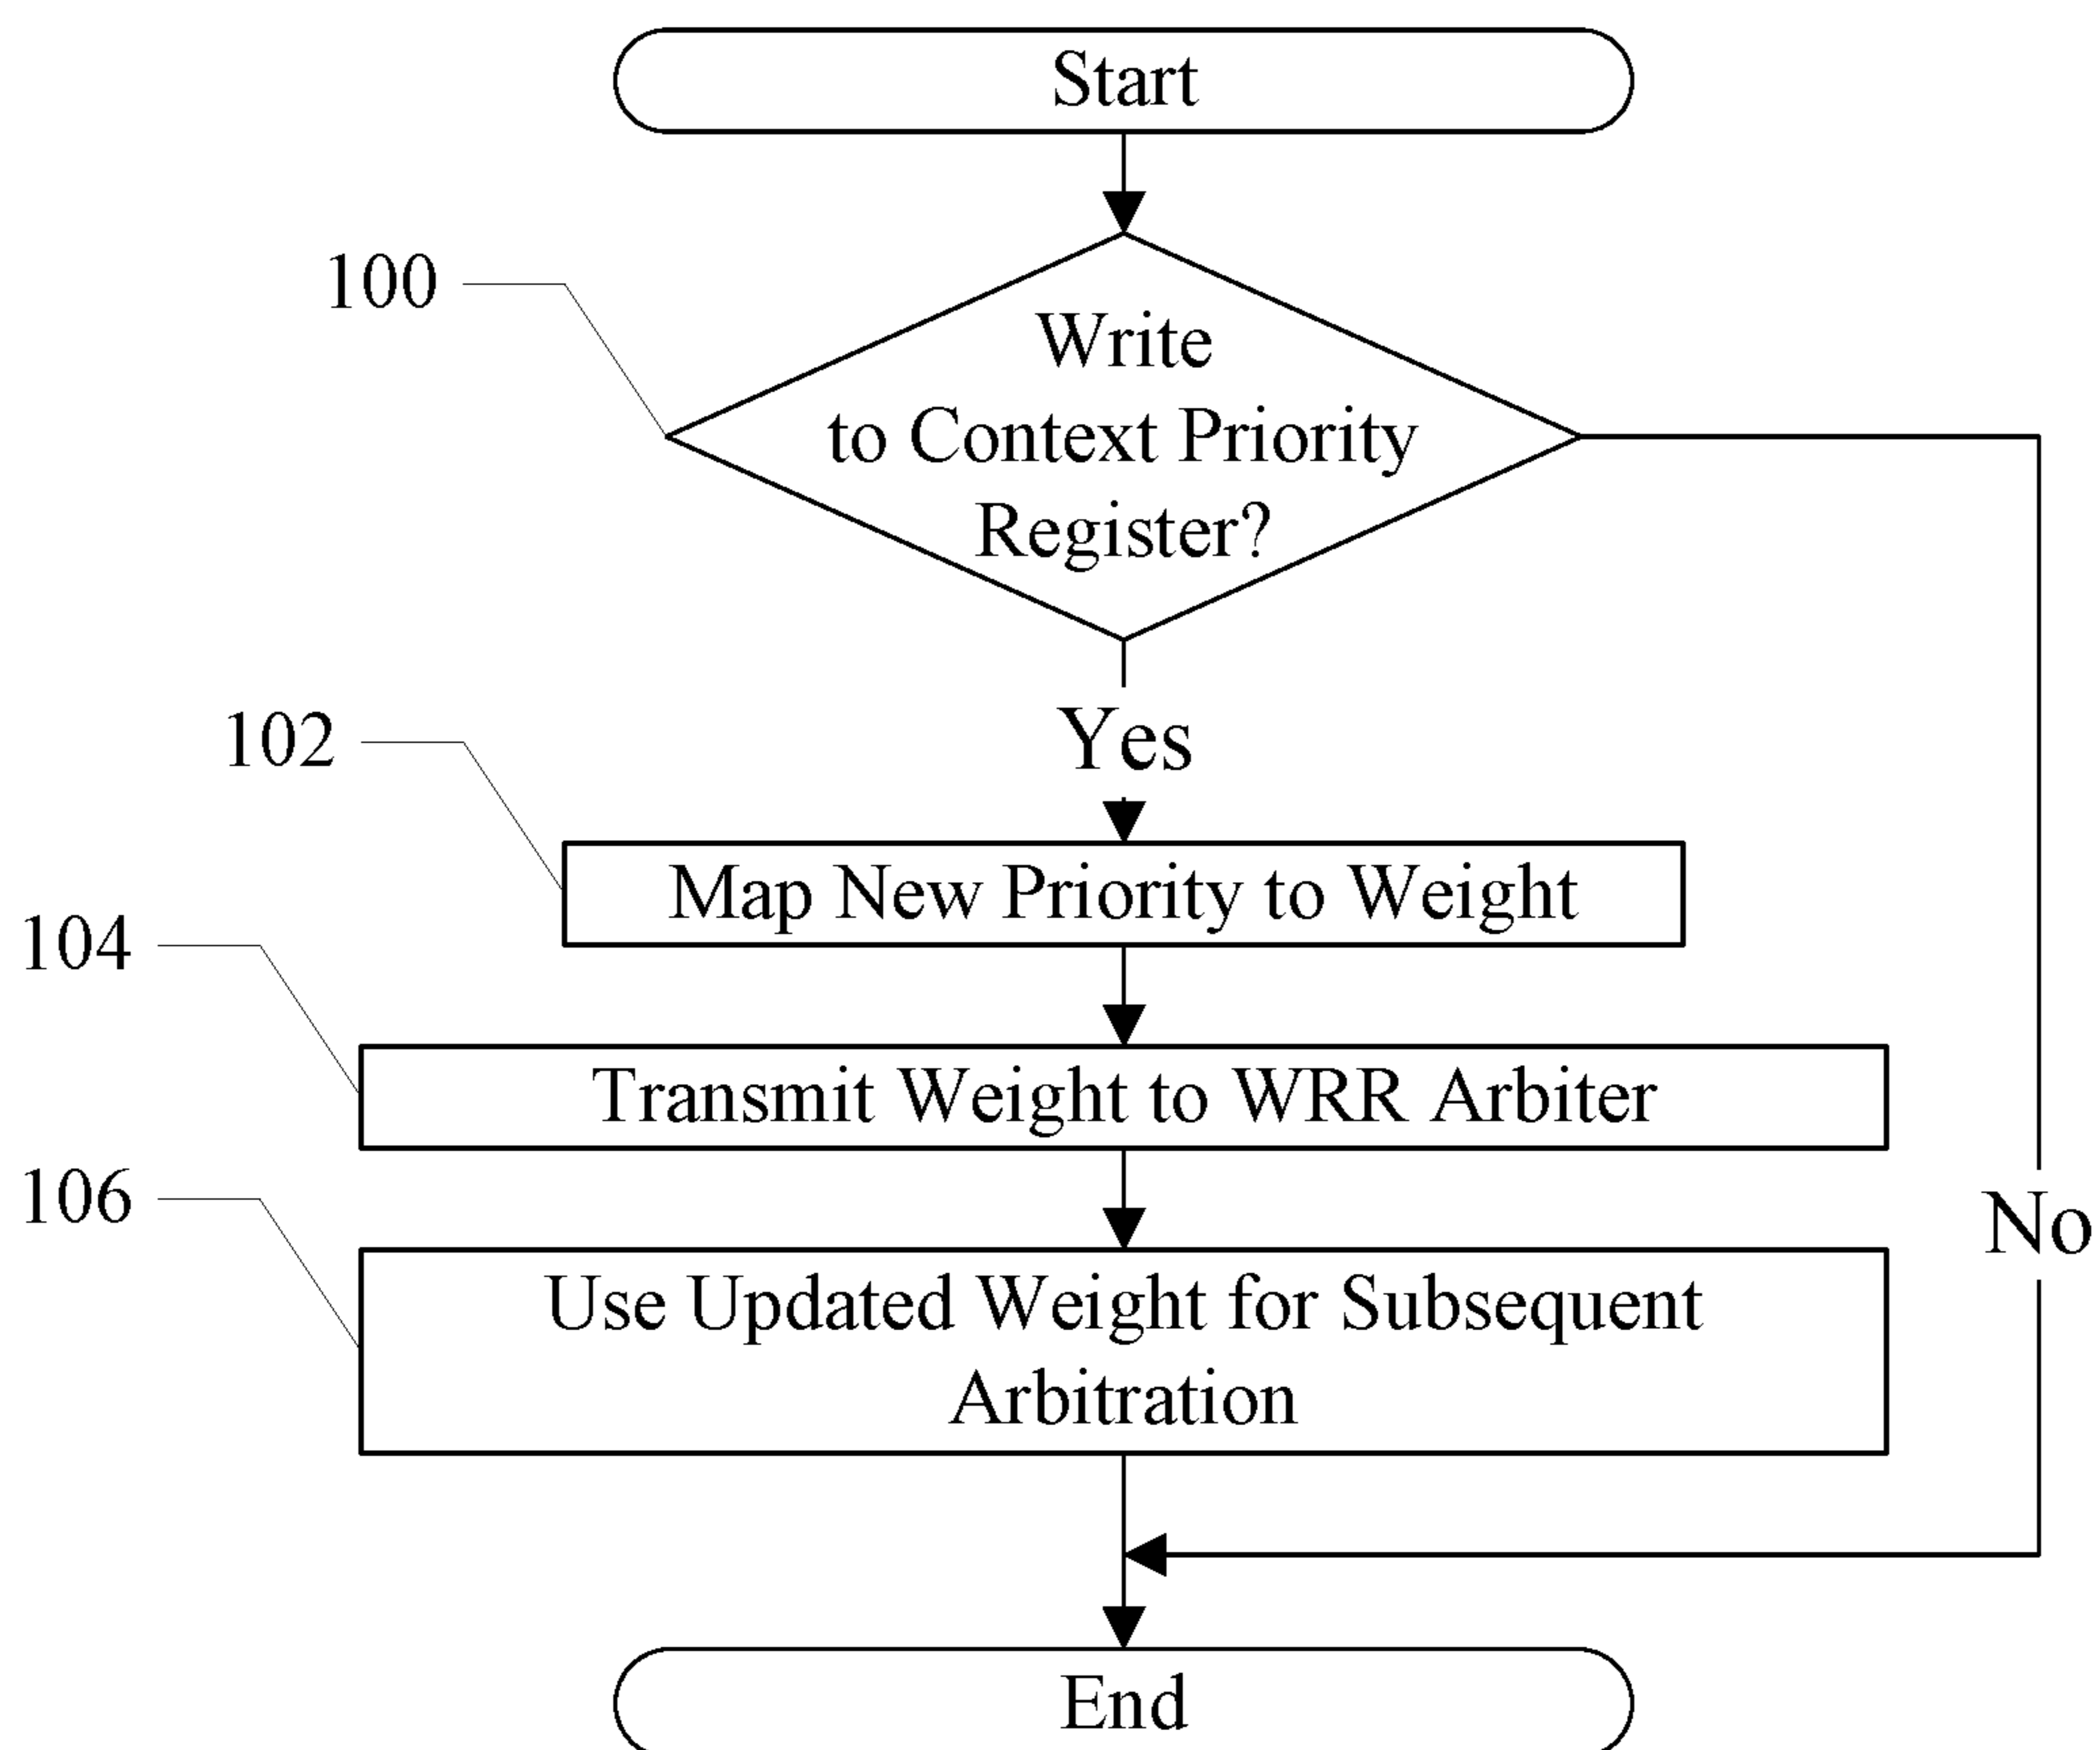 Start
100
Write
to Context Priority
Register?
Yes
102
Map New Priority to Weight
104
Transmit Weight to WRR Arbiter
106
No
Use Updated Weight for Subsequent
Arbitration
End